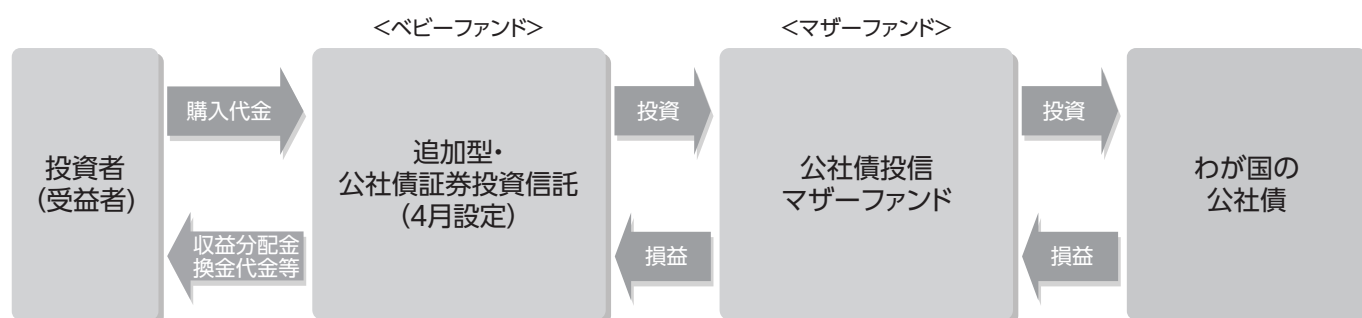 <ベビーファンド>
<マザーファンド>
投資者
(受益者)
購入代金
収益分配金
換金代金等
追加型・
公社債証券投資信託
(4月設定)
投資
損益
公社債投信
マザーファンド
投資
損益
わが国の
公社債